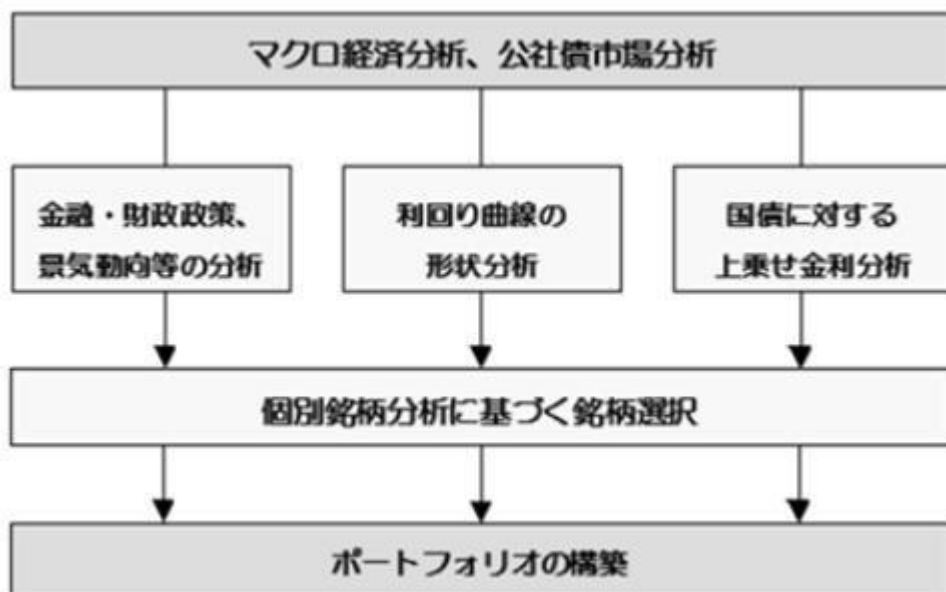 マクロ経済分析、公社債市場分析
金融・財政政策、
景気動向等の分析
利回り曲線の
形状分析
国債に対する
上乗せ金利分析
個別銘柄分析に基づく銘柄選択
ポートフォリオの構築